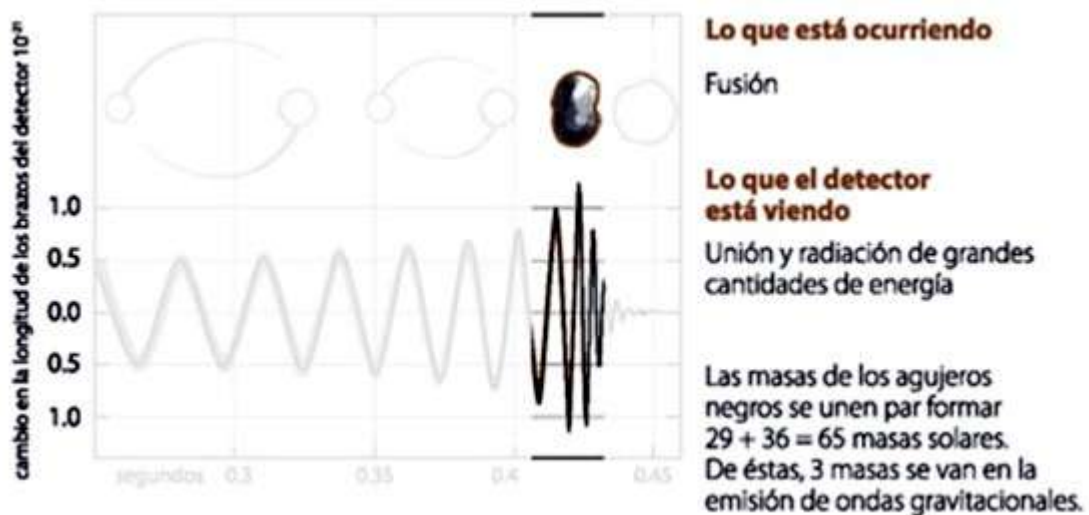 cambio en la longitud de los brazos del detector 10⁻²¹
1.0
0.5
0.0
0.5
1.0
segundos 0.3 0.35 0.4 0.45
Lo que está ocurriendo
Fusión
Lo que el detector
está viendo
Unión y radiación de grandes
cantidades de energía
Las masas de los agujeros
negros se unen par formar
29 + 36 = 65 masas solares.
De éstas, 3 masas se van en la
emisión de ondas gravitacionales.